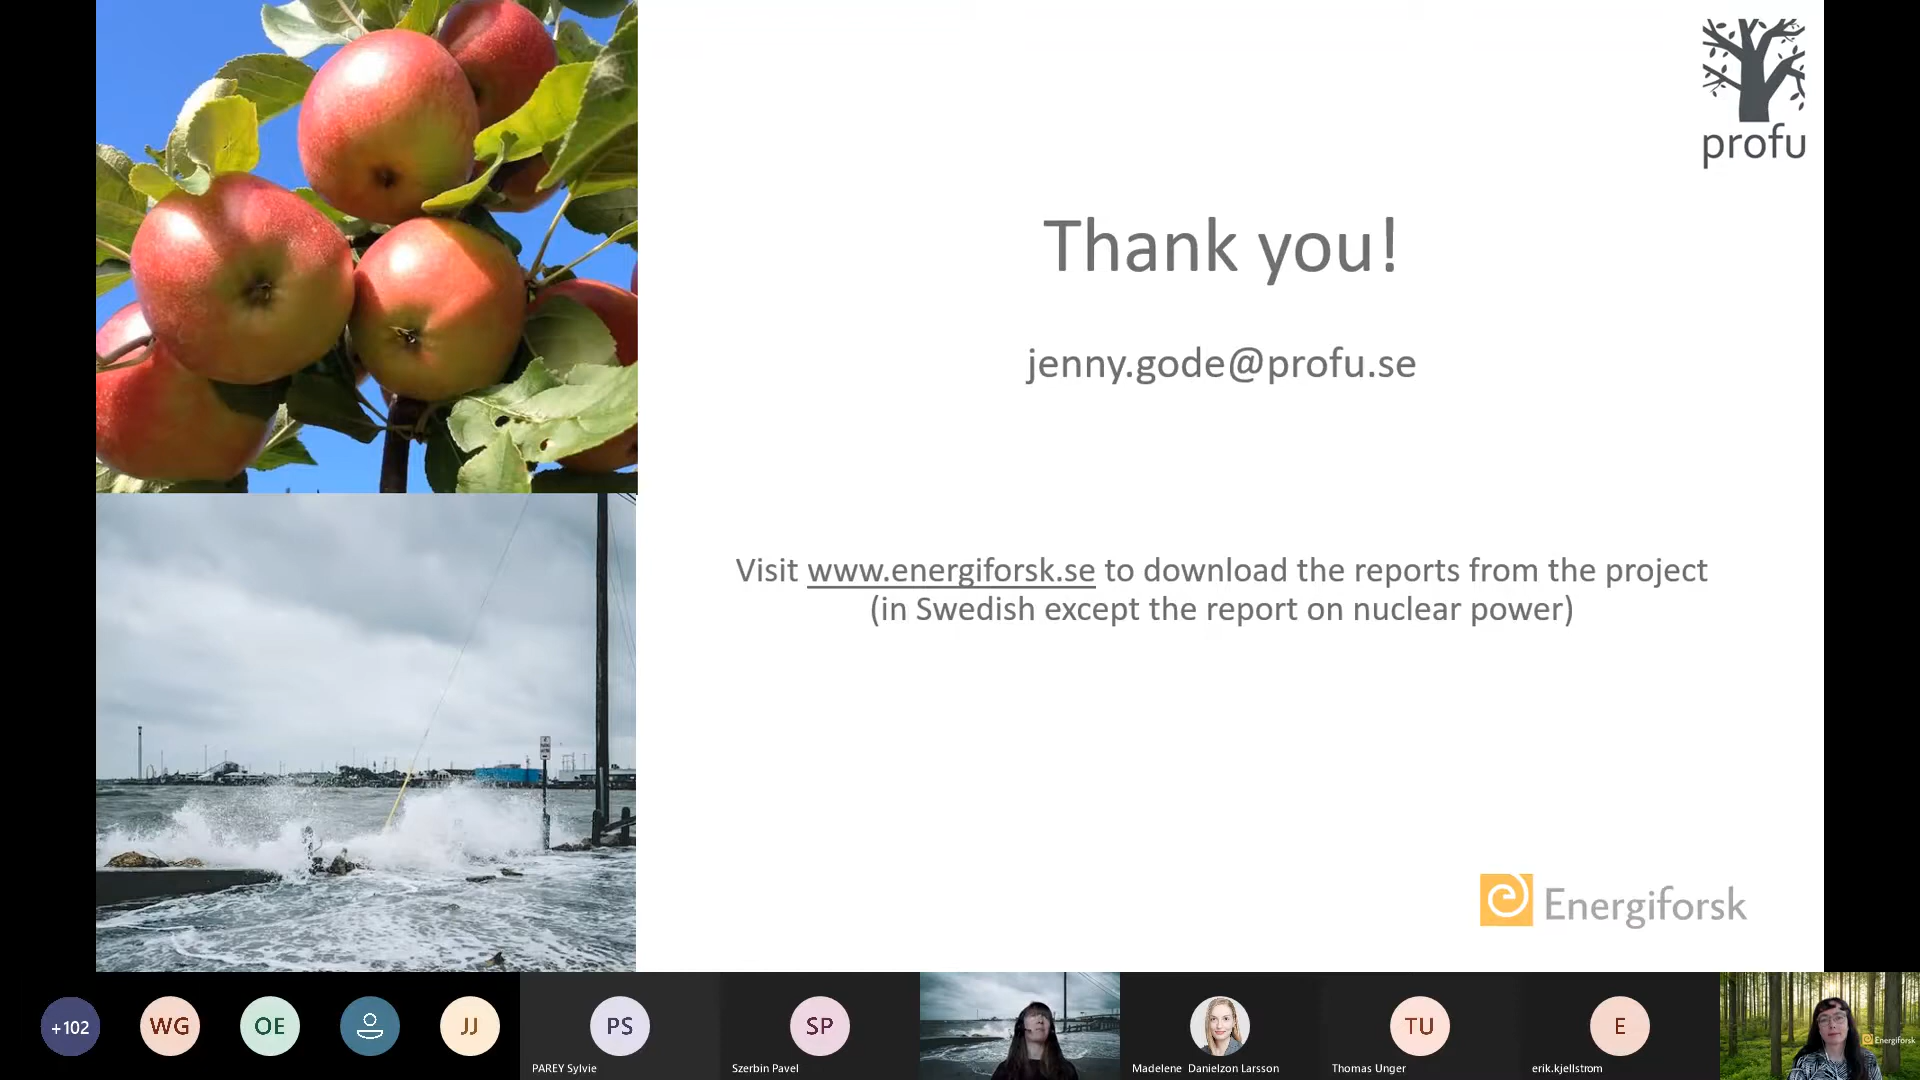 profu
Thank you!
jenny.gode@profu.se
Visit www.energiforsk.se to download the reports from the project
(in Swedish except the report on nuclear power)
Energiforsk
+102
WG
OE
JJ
PS
PAREY Sylvie
SP
Szerbin Pavel
Madelene Danielzon Larsson
TU
Thomas Unger
E
erik.kjellstrom
Energiforsk